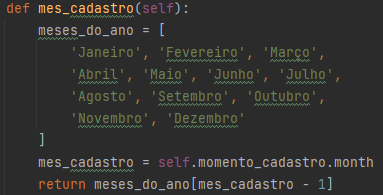 def mes_cadastro(self):
    meses_do_ano = [
        'Janeiro', 'Fevereiro', 'Março',
        'Abril', 'Maio', 'Junho', 'Julho',
        'Agosto', 'Setembro', 'Outubro',
        'Novembro', 'Dezembro'
    ]
    mes_cadastro = self.momento_cadastro.month
    return meses_do_ano[mes_cadastro - 1]